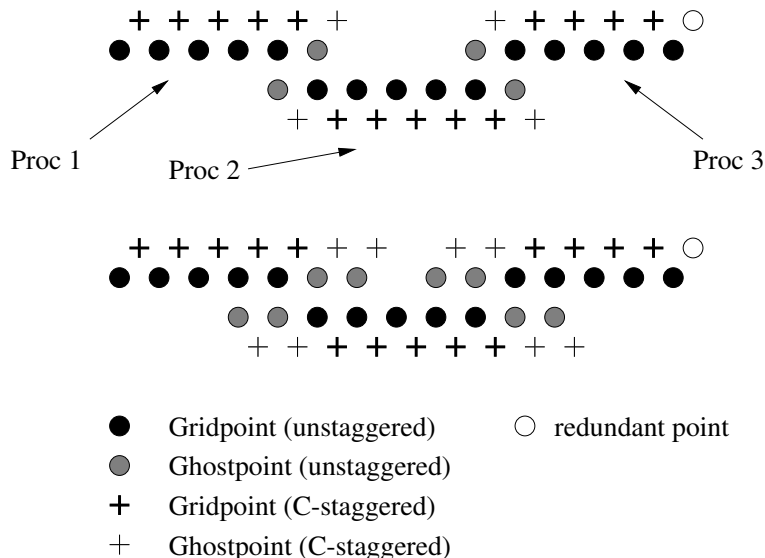 Proc 1
Proc 2
Proc 3
Gridpoint (unstaggered)
redundant point
Ghostpoint (unstaggered)
Gridpoint (C-staggered)
Ghostpoint (C-staggered)